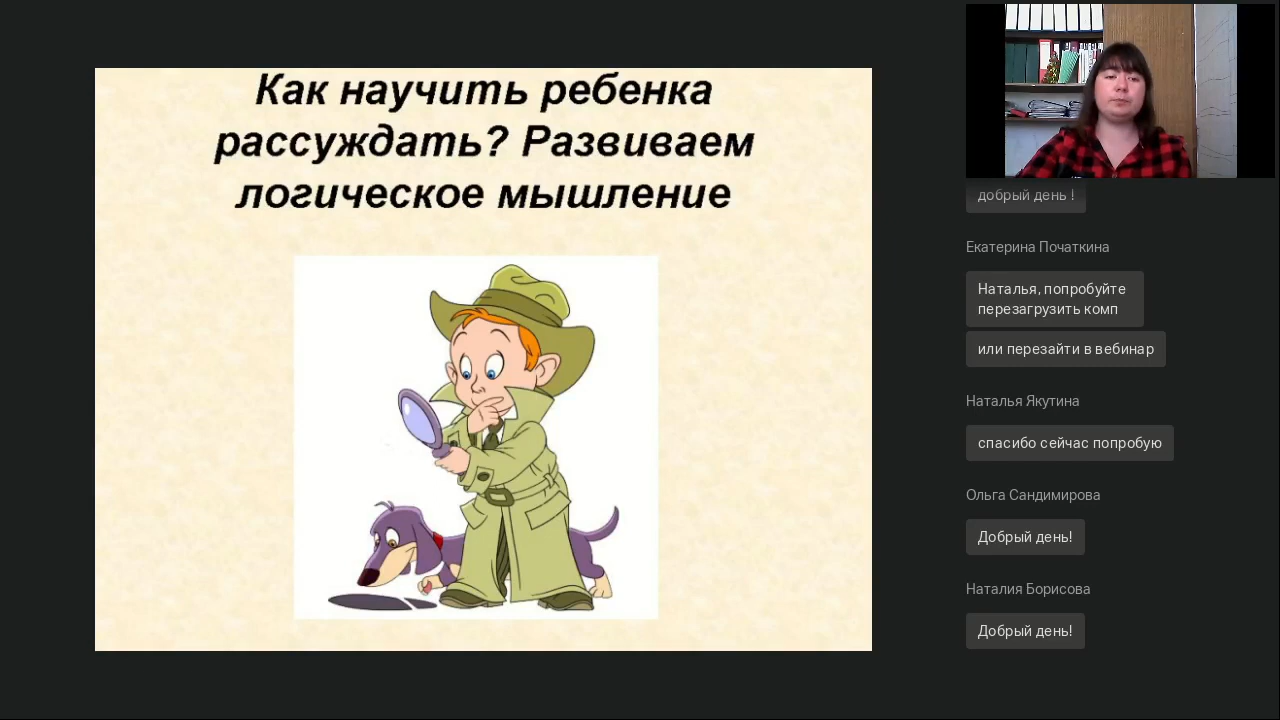 Как научить ребенка
рассуждать? Развиваем
логическое мышление
добрый день !
Екатерина Початкина
Наталья, попробуйте
перезагрузить комп
или перезайти в вебинар
Наталья Якутина
спасибо сейчас попробую
Ольга Сандимирова
Добрый день!
Наталия Борисова
Добрый день!